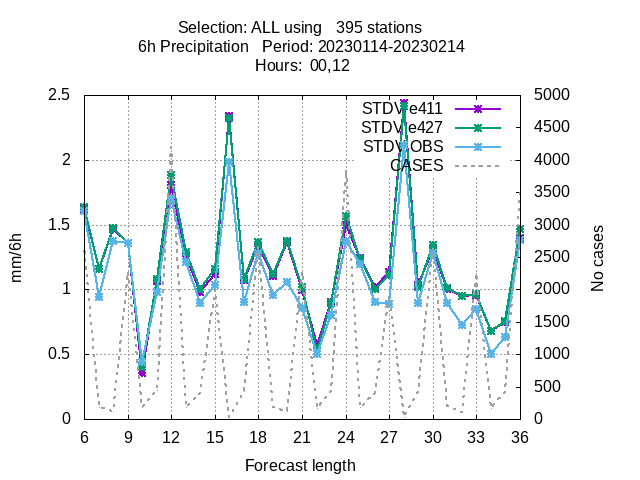 Selection: ALL using   395 stations
6h Precipitation   Period: 20230114-20230214
Hours:  00,12
STDV e411
STDV e427
STDV OBS
CASES
mm/6h
No cases
2.5
2
1.5
1
0.5
0
5000
4500
4000
3500
3000
2500
2000
1500
1000
500
0
6 9 12 15 18 21 24 27 30 33 36
Forecast length